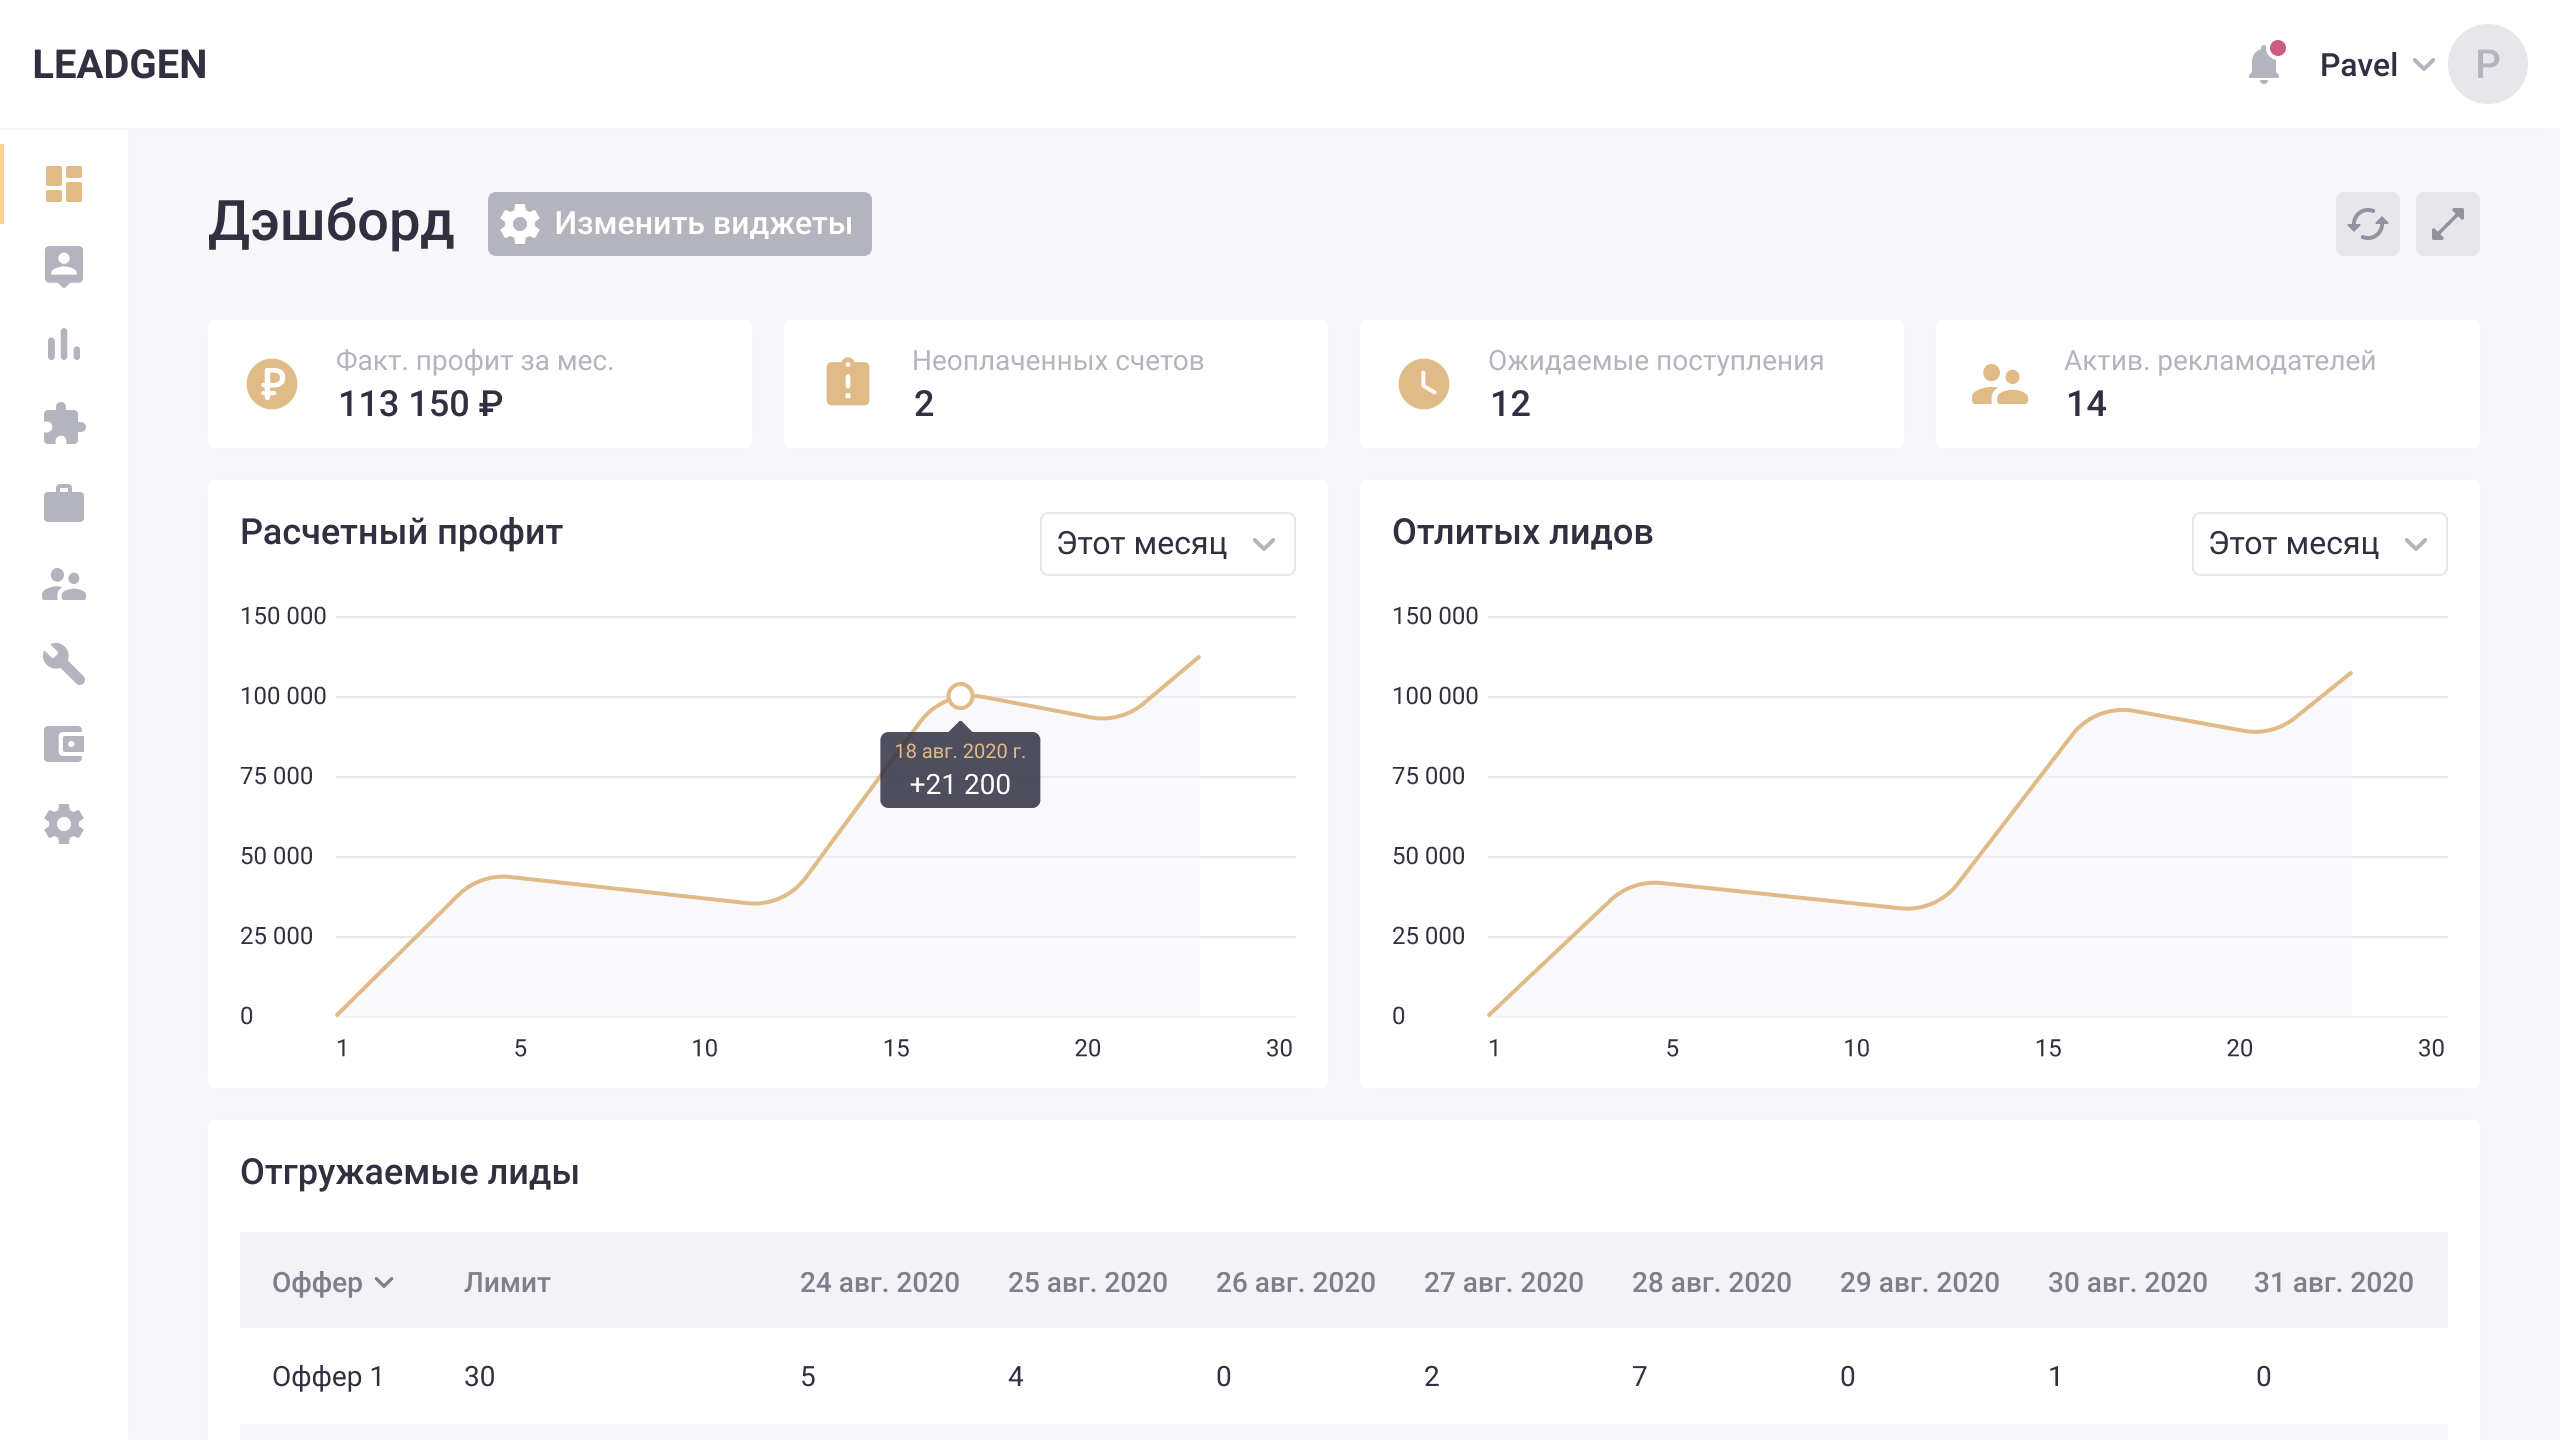 LEADGEN
Pavel
P
Дэшборд
Изменить виджеты
Факт. профит за мес.
113 150 ₽
Неоплаченных счетов
2
Ожидаемые поступления
12
Актив. рекламодателей
14
Расчетный профит
Этот месяц
150 000
100 000
75 000
50 000
25 000
0
18 авг. 2020 г.
+21 200
1 5 10 15 20 30
Отлитых лидов
Этот месяц
150 000
100 000
75 000
50 000
25 000
0
1 5 10 15 20 30
Отгружаемые лиды
Оффер Лимит 24 авг. 2020 25 авг. 2020 26 авг. 2020 27 авг. 2020 28 авг. 2020 29 авг. 2020 30 авг. 2020 31 авг. 2020
Оффер 1 30 5 4 0 2 7 0 1 0